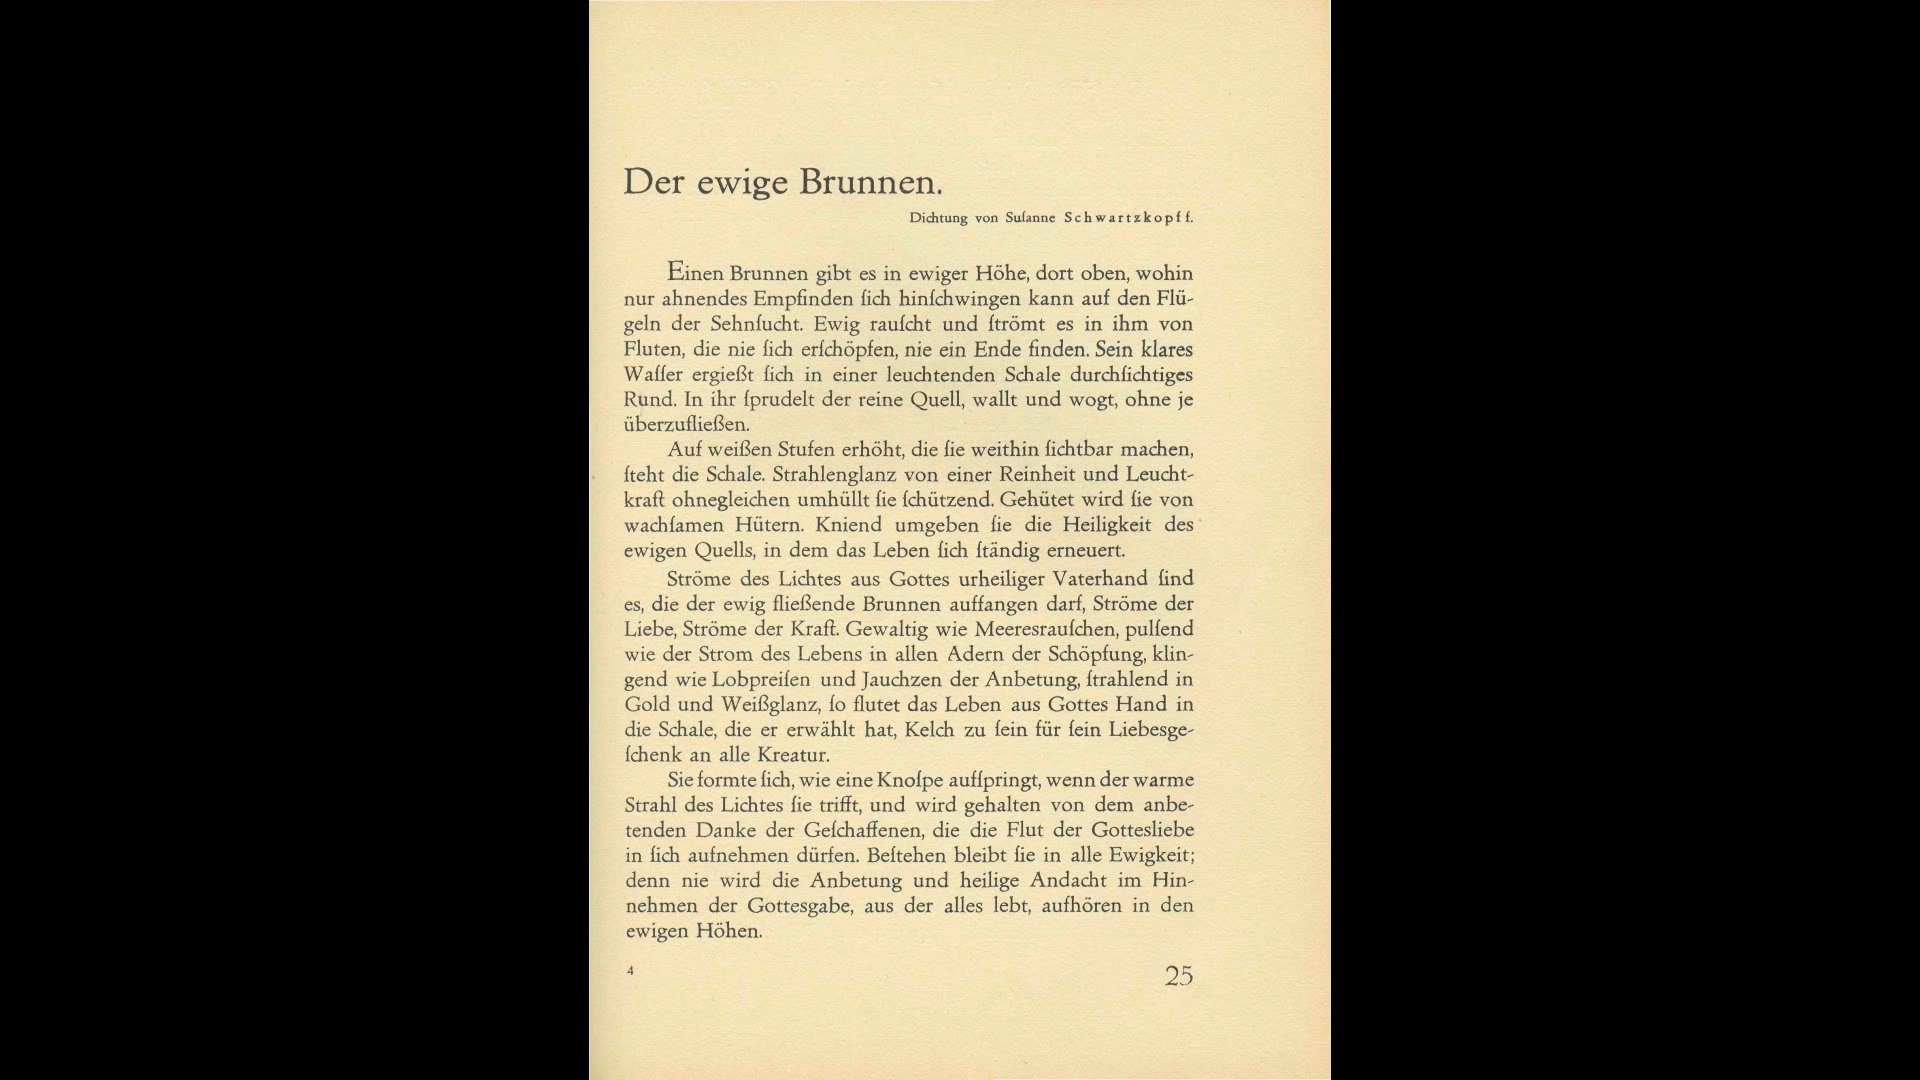 Der ewige Brunnen.
Dichtung von Suſanne Schwartzkopff.
Einen Brunnen gibt es in ewiger Höhe, dort oben, wohin
nur ahnendes Empfinden ſich hinſchwingen kann auf den Flü-
geln der Sehnſucht. Ewig rauſcht und ſtrömt es in ihm von
Fluten, die nie ſich erſchöpfen, nie ein Ende finden. Sein klares
Waſſer ergießt ſich in einer leuchtenden Schale durchſichtiges
Rund. In ihr ſprudelt der reine Quell, wallt und wogt, ohne je
überzufließen.
Auf weißen Stufen erhöht, die ſie weithin ſichtbar machen,
ſteht die Schale. Strahlenglanz von einer Reinheit und Leucht-
kraft ohnegleichen umhüllt ſie ſchützend. Gehütet wird ſie von
wachſamen Hütern. Kniend umgeben ſie die Heiligkeit des
ewigen Quells, in dem das Leben ſich ſtändig erneuert.
Ströme des Lichtes aus Gottes urheiliger Vaterhand ſind
es, die der ewig fließende Brunnen auffangen darf, Ströme der
Liebe, Ströme der Kraft. Gewaltig wie Meeresrauſchen, pulſend
wie der Strom des Lebens in allen Adern der Schöpfung, klin-
gend wie Lobpreiſen und Jauchzen der Anbetung, ſtrahlend in
Gold und Weißglanz, ſo flutet das Leben aus Gottes Hand in
die Schale, die er erwählt hat, Kelch zu ſein für ſein Liebesge-
ſchenk an alle Kreatur.
Sie formte ſich, wie eine Knoſpe aufſpringt, wenn der warme
Strahl des Lichtes ſie trifft, und wird gehalten von dem anbe-
tenden Danke der Geſchaffenen, die die Flut der Gottesliebe
in ſich aufnehmen dürfen. Beſtehen bleibt ſie in alle Ewigkeit;
denn nie wird die Anbetung und heilige Andacht im Hin-
nehmen der Gottesgabe, aus der alles lebt, aufhören in den
ewigen Höhen.
4
25